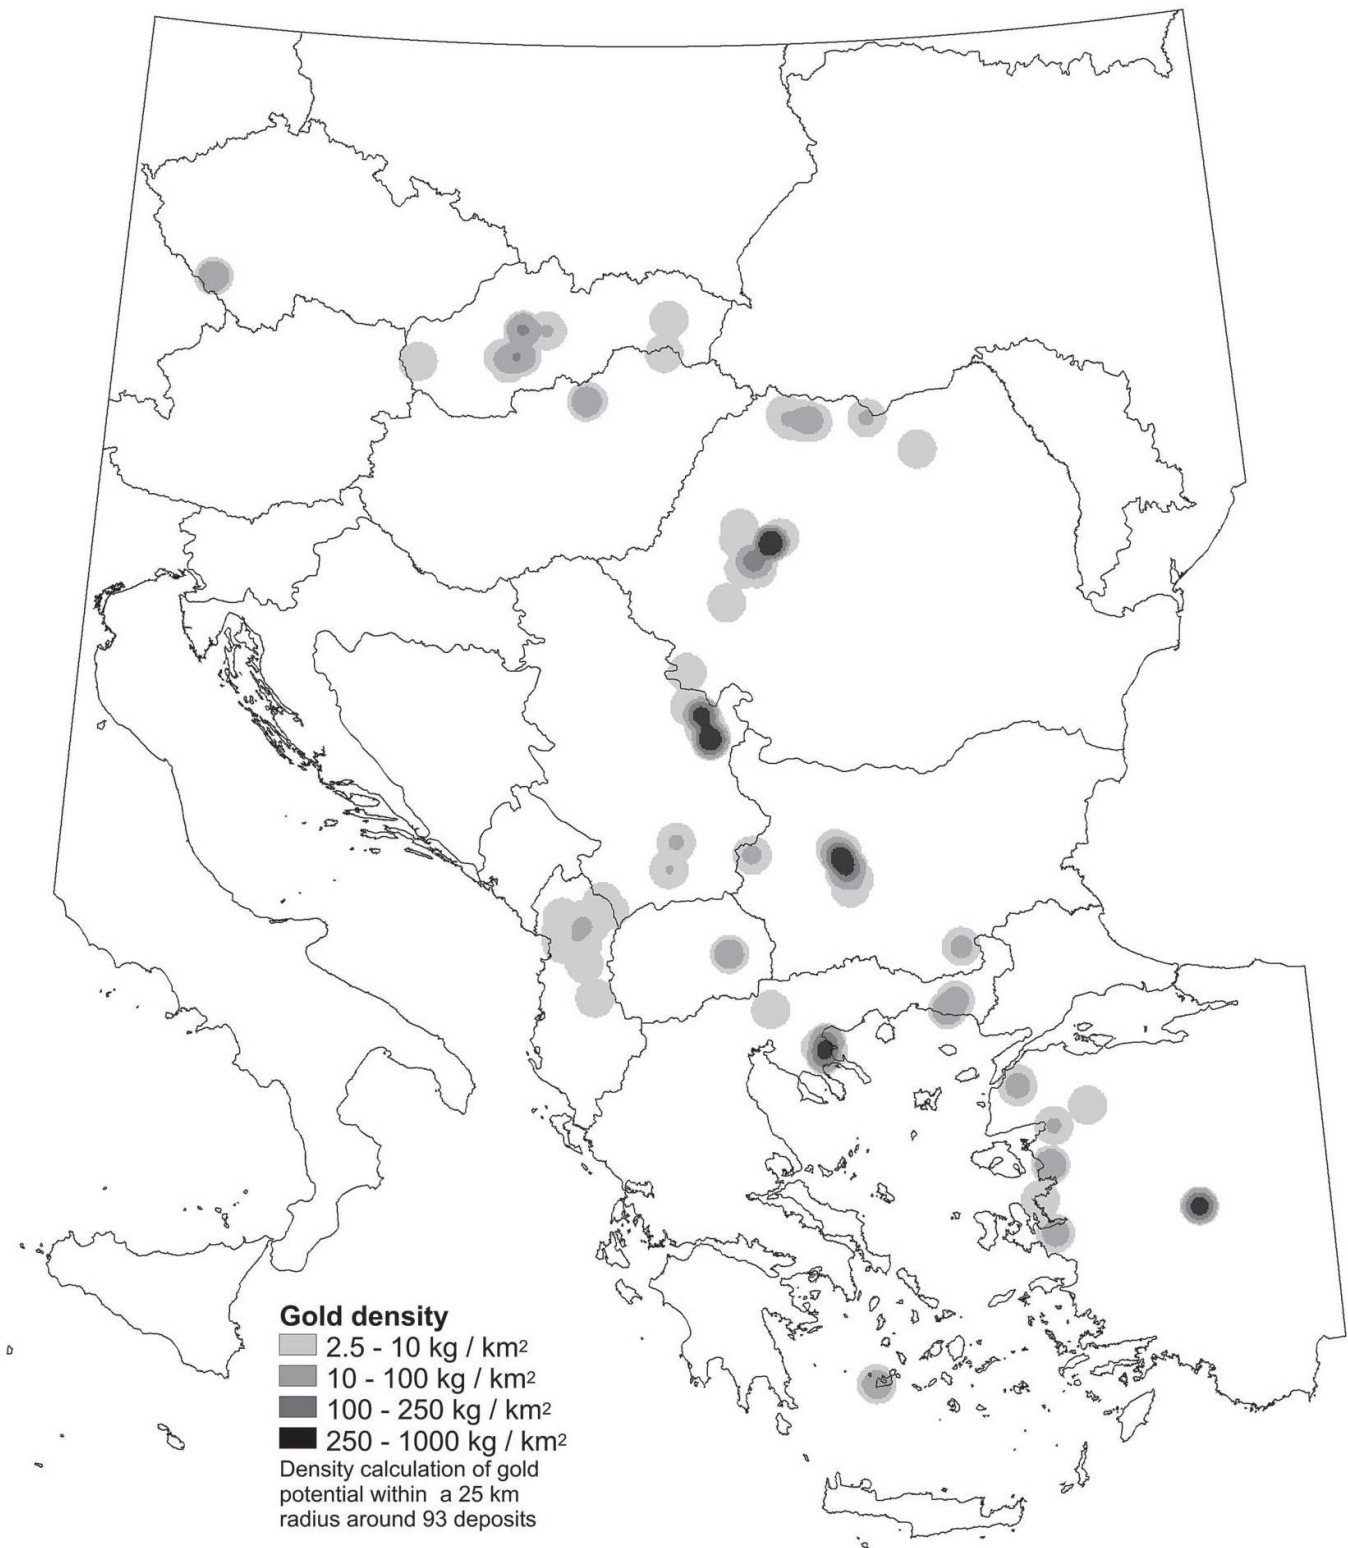 Gold density
2.5 - 10 kg / km²
10 - 100 kg / km²
100 - 250 kg / km²
250 - 1000 kg / km²
Density calculation of gold
potential within a 25 km
radius around 93 deposits